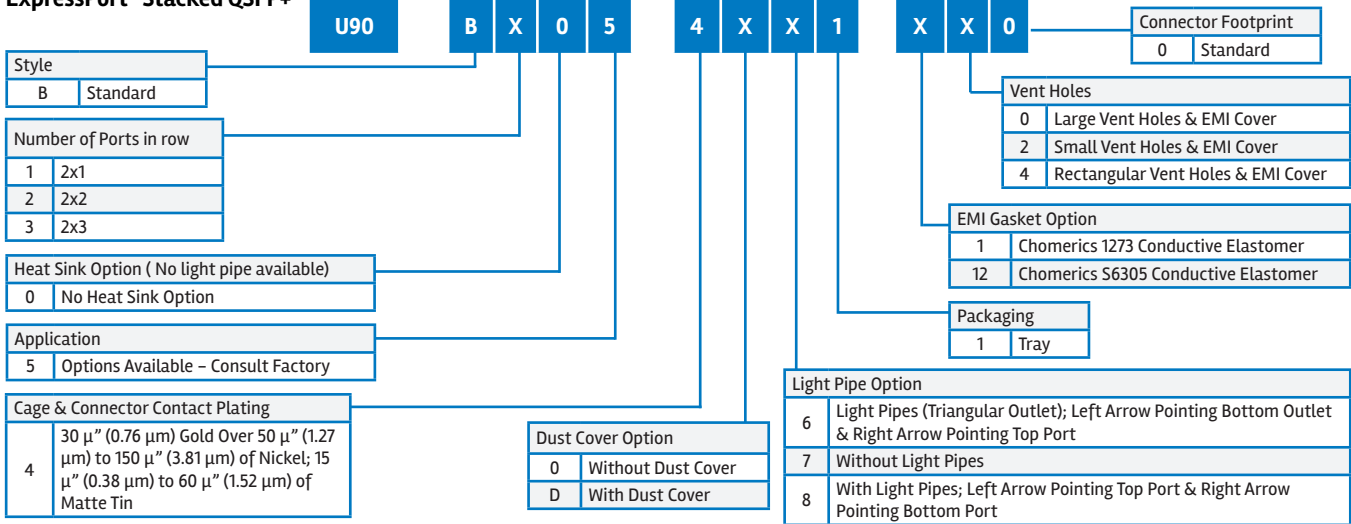 ExpressPort® Stacked QSFP+
U90 B X 0 5 4 X X 1 X X 0
Connector Footprint
0 Standard
Style
B Standard
Vent Holes
0 Large Vent Holes & EMI Cover
2 Small Vent Holes & EMI Cover
4 Rectangular Vent Holes & EMI Cover
Number of Ports in row
1 2x1
2 2x2
3 2x3
EMI Gasket Option
1 Chomerics 1273 Conductive Elastomer
12 Chomerics S6305 Conductive Elastomer
Heat Sink Option ( No light pipe available)
0 No Heat Sink Option
Packaging
1 Tray
Application
5 Options Available – Consult Factory
Light Pipe Option
6 Light Pipes (Triangular Outlet); Left Arrow Pointing Bottom Outlet
& Right Arrow Pointing Top Port
7 Without Light Pipes
8 With Light Pipes; Left Arrow Pointing Top Port & Right Arrow
Pointing Bottom Port
Cage & Connector Contact Plating
4 30 µ” (0.76 µm) Gold Over 50 µ” (1.27
µm) to 150 µ” (3.81 µm) of Nickel; 15
µ” (0.38 µm) to 60 µ” (1.52 µm) of
Matte Tin
Dust Cover Option
0 Without Dust Cover
D With Dust Cover